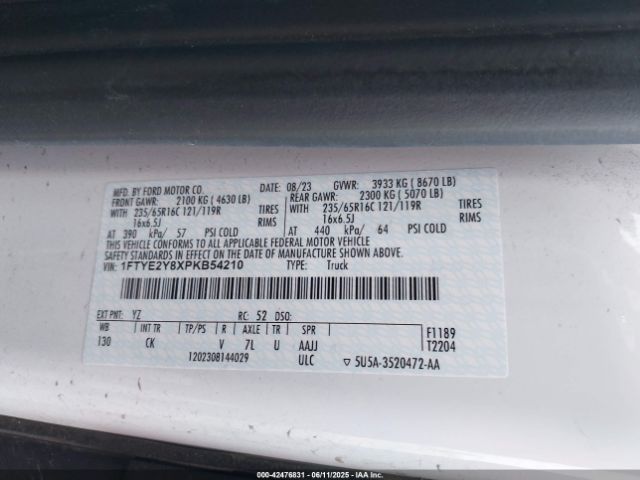 MFD. BY FORD MOTOR CO. DATE: 08/23 GVWR: 3933 KG ( 8670 LB)
FRONT GAWR: 2100 KG ( 4630 LB) REAR GAWR: 2300 KG ( 5070 LB)
WITH 235/65R16C 121/119R TIRES WITH 235/65R16C 121/119R TIRES
16x6.5J RIMS 16x6.5J RIMS
AT 390 kPa/ 57 PSI COLD AT 440 kPa/ 64 PSI COLD
THIS VEHICLE CONFORMS TO ALL APPLICABLE FEDERAL MOTOR VEHICLE
SAFETY STANDARDS IN EFFECT ON THE DATE OF MANUFACTURE SHOWN ABOVE.
VIN: 1FTYE2Y8XPKB54210 TYPE: Truck
EXT PNT: YZ RC: 52 DSO:
WB INT TR TP/PS R AXLE TR SPR F1189
130 CK V 7L U AAJJ T2204
1202308144029 ULC ▽ 5U5A-3520472-AA
000-42476831 - 06/11/2025 - IAAI.COM